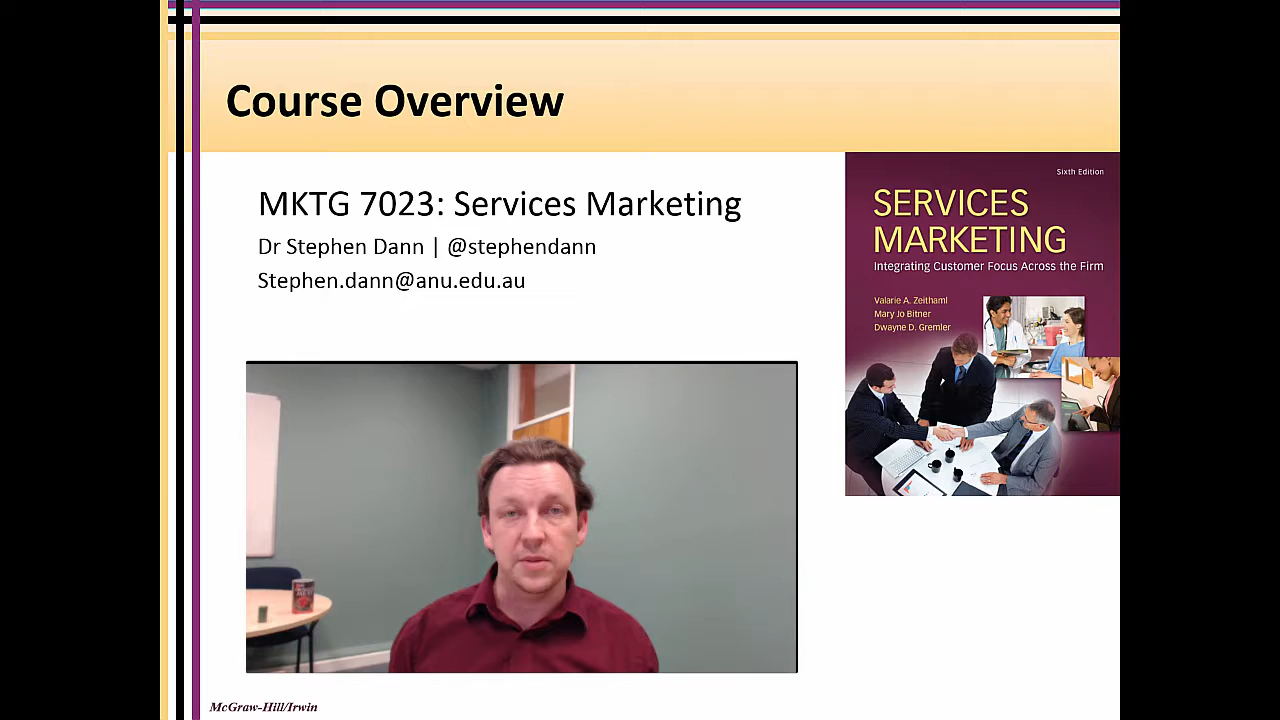 Course Overview
MKTG 7023: Services Marketing
Dr Stephen Dann | @stephendann
Stephen.dann@anu.edu.au
Sixth Edition
SERVICES
MARKETING
Integrating Customer Focus Across the Firm
Valarie A. Zeithaml
Mary Jo Bitner
Dwayne D. Gremler
McGraw-Hill/Irwin